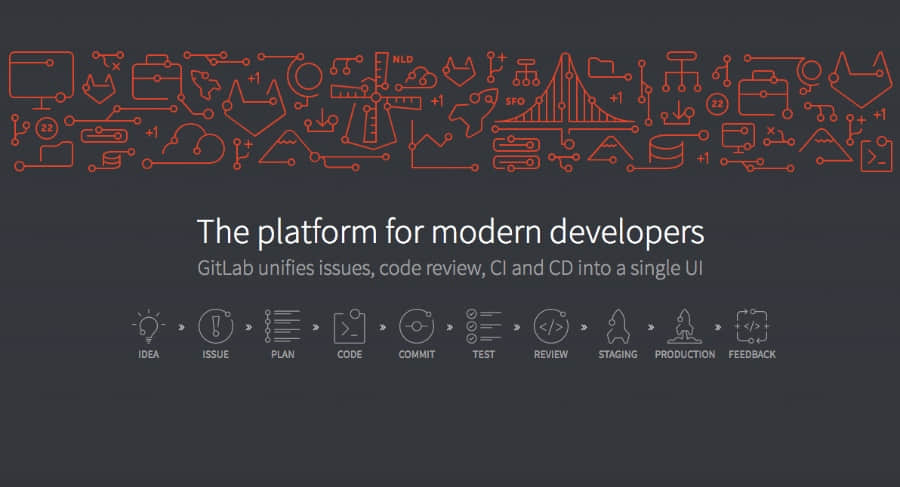 NLD
+1
+1
SFO
+1
22
+1
22
+1
+1
+1
The platform for modern developers
GitLab unifies issues, code review, CI and CD into a single UI
IDEA » ISSUE » PLAN » CODE » COMMIT » TEST » REVIEW » STAGING » PRODUCTION » FEEDBACK